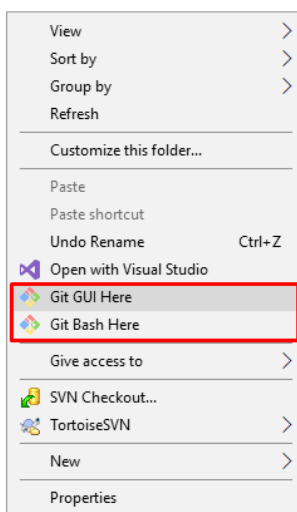 View
Sort by
Group by
Refresh
Customize this folder...
Paste
Paste shortcut
Undo Rename Ctrl+Z
Open with Visual Studio
Git GUI Here
Git Bash Here
Give access to
SVN Checkout...
TortoiseSVN
New
Properties